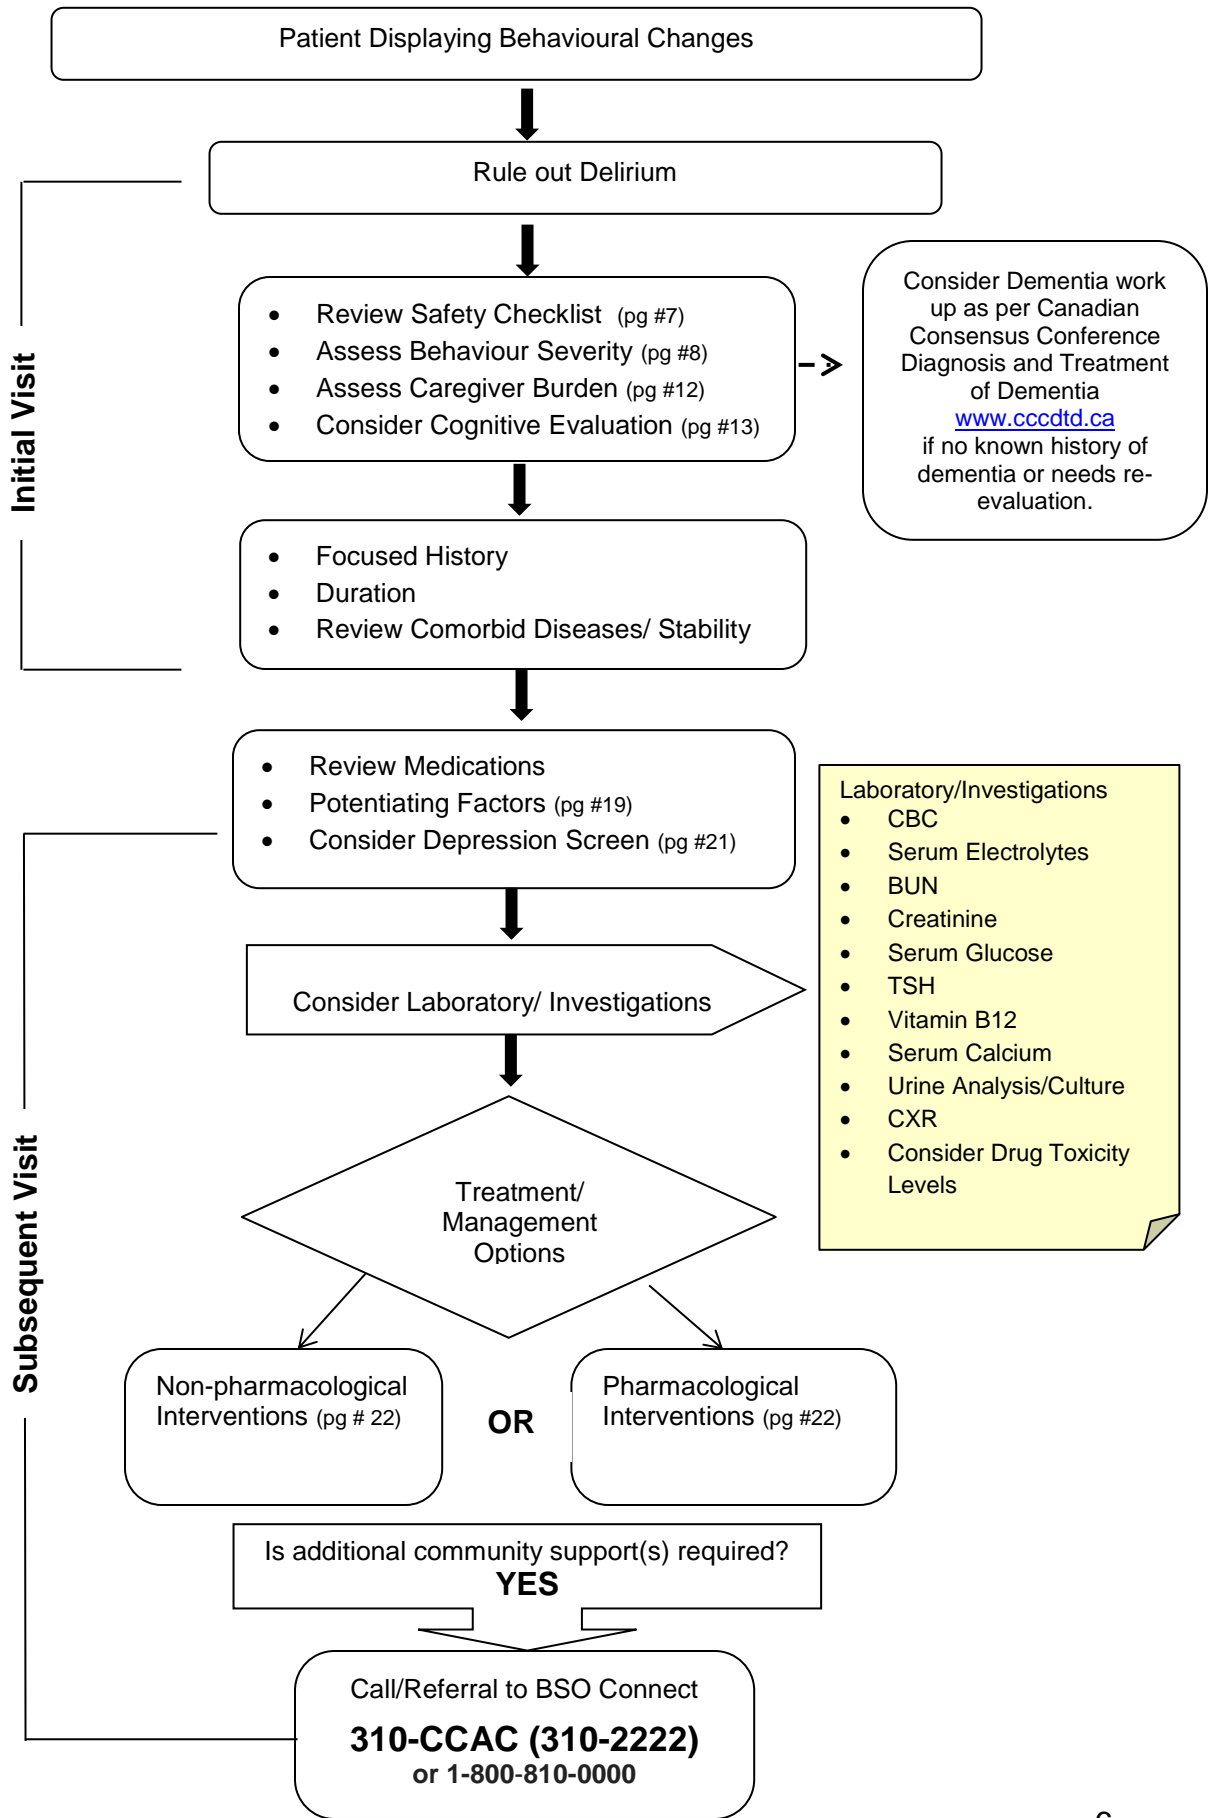 Patient Displaying Behavioural Changes
Rule out Delirium
Initial Visit
• Review Safety Checklist (pg #7)
• Assess Behaviour Severity (pg #8)
• Assess Caregiver Burden (pg #12)
• Consider Cognitive Evaluation (pg #13)
Consider Dementia work
up as per Canadian
Consensus Conference
Diagnosis and Treatment
of Dementia
www.cccdtd.ca
if no known history of
dementia or needs re-
evaluation.
• Focused History
• Duration
• Review Comorbid Diseases/ Stability
Subsequent Visit
• Review Medications
• Potentiating Factors (pg #19)
• Consider Depression Screen (pg #21)
Consider Laboratory/ Investigations
Laboratory/Investigations
• CBC
• Serum Electrolytes
• BUN
• Creatinine
• Serum Glucose
• TSH
• Vitamin B12
• Serum Calcium
• Urine Analysis/Culture
• CXR
• Consider Drug Toxicity
Levels
Treatment/
Management
Options
Non-pharmacological
Interventions (pg # 22)
OR
Pharmacological
Interventions (pg #22)
Is additional community support(s) required?
YES
Call/Referral to BSO Connect
310-CCAC (310-2222)
or 1-800-810-0000